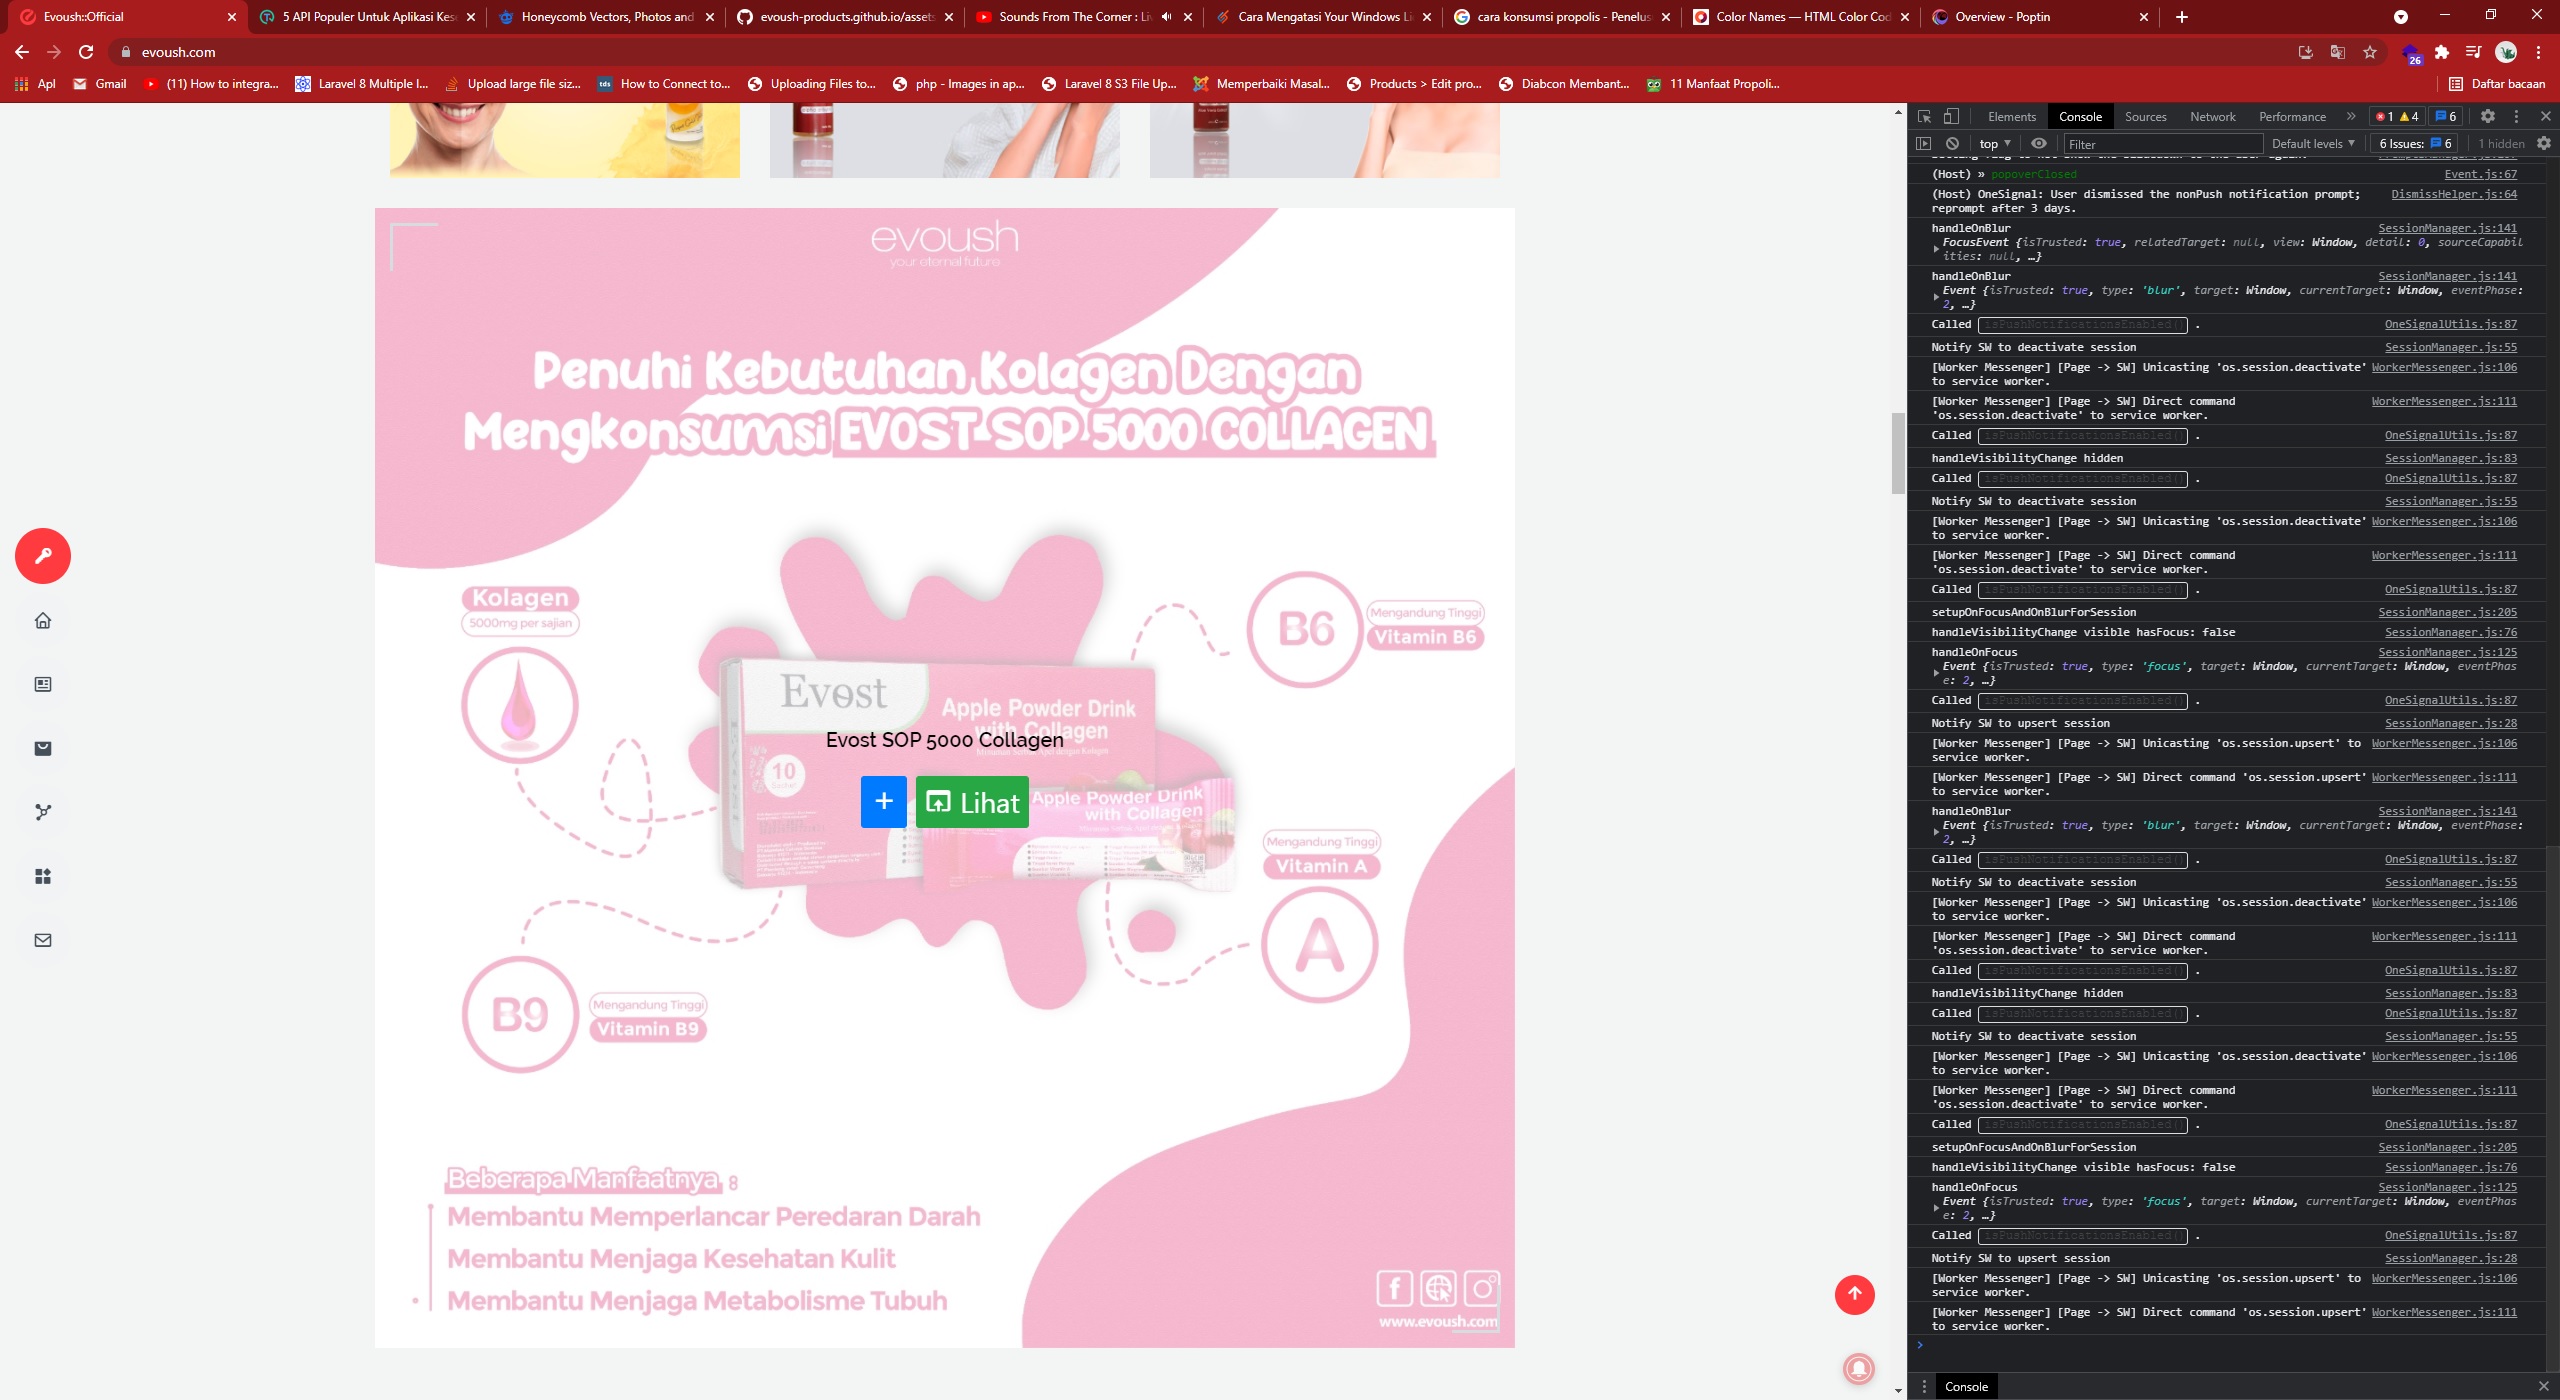 Evoush::Official
5 API Populer Untuk Aplikasi Kes
Honeycomb Vectors, Photos and
evoush-products.github.io/assets
Sounds From The Corner : Li
Cara Mengatasi Your Windows Li
cara konsumsi propolis - Penelus
Color Names — HTML Color Cod
Overview - Poptin
evoush.com
26
Apl
Gmail
(11) How to integra...
Laravel 8 Multiple I...
Upload large file siz...
How to Connect to...
Uploading Files to...
php - Images in ap...
Laravel 8 S3 File Up...
Memperbaiki Masal...
Products > Edit pro...
Diabcon Membant...
11 Manfaat Propoli...
Daftar bacaan
evoush
your eternal future
Penuhi Kebutuhan Kolagen Dengan
Mengkonsumsi EVOST SOP 5000 COLLAGEN
Kolagen
5000mg per sajian
B6
Mengandung Tinggi
Vitamin B6
Evost
Apple Powder Drink
with Collagen
Evost SOP 5000 Collagen
10
+
Lihat
Apple Powder Drink
with Collagen
Mengandung Tinggi
Vitamin A
A
B9
Mengandung Tinggi
Vitamin B9
Beberapa Manfaatnya :
Membantu Memperlancar Peredaran Darah
Membantu Menjaga Kesehatan Kulit
Membantu Menjaga Metabolisme Tubuh
www.evoush.com
Elements Console Sources Network Performance » 1 4 6
top Filter Default levels 6 Issues: 6 1 hidden
(Host) » popoverClosed Event.js:67
(Host) OneSignal: User dismissed the nonPush notification prompt; DismissHelper.js:64
reprompt after 3 days.
handleOnBlur SessionManager.js:141
FocusEvent {isTrusted: true, relatedTarget: null, view: Window, detail: 0, sourceCapabil
ities: null, …}
handleOnBlur SessionManager.js:141
Event {isTrusted: true, type: 'blur', target: Window, currentTarget: Window, eventPhase:
2, …}
Called isPushNotificationsEnabled() . OneSignalUtils.js:87
Notify SW to deactivate session SessionManager.js:55
[Worker Messenger] [Page -> SW] Unicasting 'os.session.deactivate' WorkerMessenger.js:106
to service worker.
[Worker Messenger] [Page -> SW] Direct command WorkerMessenger.js:111
'os.session.deactivate' to service worker.
Called isPushNotificationsEnabled() . OneSignalUtils.js:87
handleVisibilityChange hidden SessionManager.js:83
Called isPushNotificationsEnabled() . OneSignalUtils.js:87
Notify SW to deactivate session SessionManager.js:55
[Worker Messenger] [Page -> SW] Unicasting 'os.session.deactivate' WorkerMessenger.js:106
to service worker.
[Worker Messenger] [Page -> SW] Direct command WorkerMessenger.js:111
'os.session.deactivate' to service worker.
Called isPushNotificationsEnabled() . OneSignalUtils.js:87
setupOnFocusAndOnBlurForSession SessionManager.js:205
handleVisibilityChange visible hasFocus: false SessionManager.js:76
handleOnFocus SessionManager.js:125
Event {isTrusted: true, type: 'focus', target: Window, currentTarget: Window, eventPhas
e: 2, …}
Called isPushNotificationsEnabled() . OneSignalUtils.js:87
Notify SW to upsert session SessionManager.js:28
[Worker Messenger] [Page -> SW] Unicasting 'os.session.upsert' to WorkerMessenger.js:106
service worker.
[Worker Messenger] [Page -> SW] Direct command 'os.session.upsert' WorkerMessenger.js:111
to service worker.
handleOnBlur SessionManager.js:141
Event {isTrusted: true, type: 'blur', target: Window, currentTarget: Window, eventPhase:
2, …}
Called isPushNotificationsEnabled() . OneSignalUtils.js:87
Notify SW to deactivate session SessionManager.js:55
[Worker Messenger] [Page -> SW] Unicasting 'os.session.deactivate' WorkerMessenger.js:106
to service worker.
[Worker Messenger] [Page -> SW] Direct command WorkerMessenger.js:111
'os.session.deactivate' to service worker.
Called isPushNotificationsEnabled() . OneSignalUtils.js:87
handleVisibilityChange hidden SessionManager.js:83
Called isPushNotificationsEnabled() . OneSignalUtils.js:87
Notify SW to deactivate session SessionManager.js:55
[Worker Messenger] [Page -> SW] Unicasting 'os.session.deactivate' WorkerMessenger.js:106
to service worker.
[Worker Messenger] [Page -> SW] Direct command WorkerMessenger.js:111
'os.session.deactivate' to service worker.
Called isPushNotificationsEnabled() . OneSignalUtils.js:87
setupOnFocusAndOnBlurForSession SessionManager.js:205
handleVisibilityChange visible hasFocus: false SessionManager.js:76
handleOnFocus SessionManager.js:125
Event {isTrusted: true, type: 'focus', target: Window, currentTarget: Window, eventPhas
e: 2, …}
Called isPushNotificationsEnabled() . OneSignalUtils.js:87
Notify SW to upsert session SessionManager.js:28
[Worker Messenger] [Page -> SW] Unicasting 'os.session.upsert' to WorkerMessenger.js:106
service worker.
[Worker Messenger] [Page -> SW] Direct command 'os.session.upsert' WorkerMessenger.js:111
to service worker.
Console